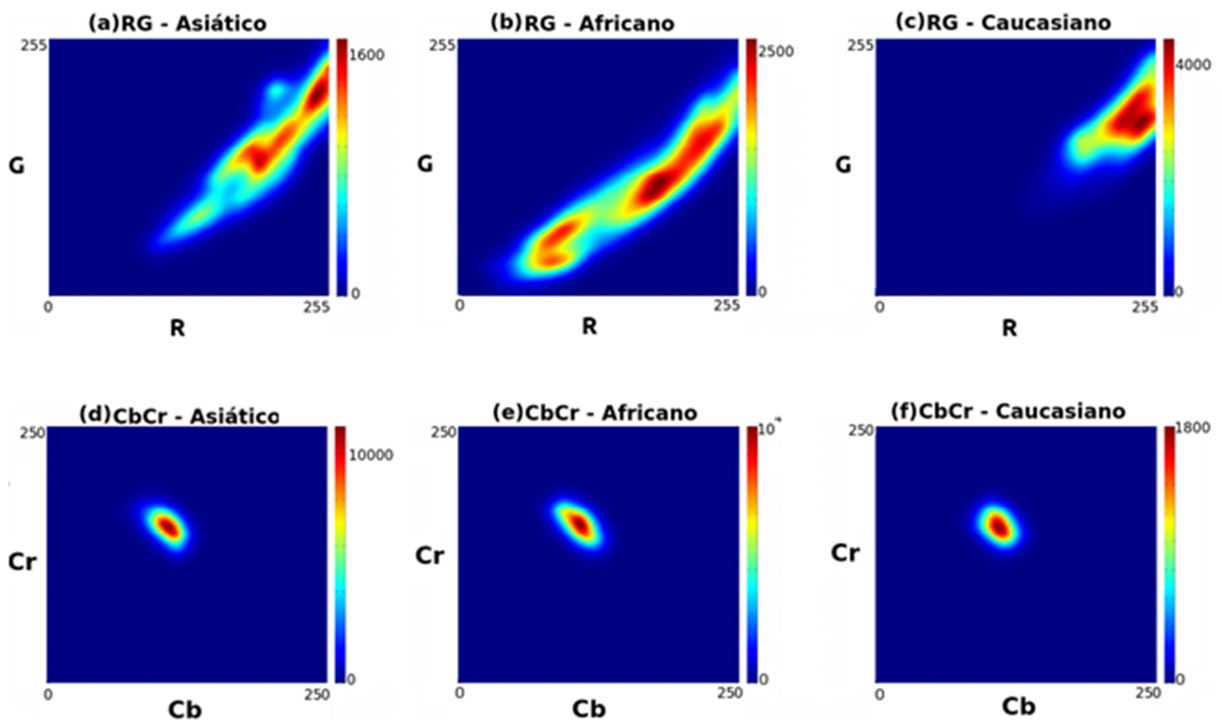 (a)RG - Asiático
255
1600
G
0
0
255
R
(b)RG - Africano
255
2500
G
0
0
255
R
(c)RG - Caucasiano
255
4000
G
0
0
255
R
(d)CbCr - Asiático
250
10000
Cr
0
0
250
Cb
(e)CbCr - Africano
250
Cr
0
0
250
Cb
(f)CbCr - Caucasiano
250
1800
Cr
0
0
250
Cb